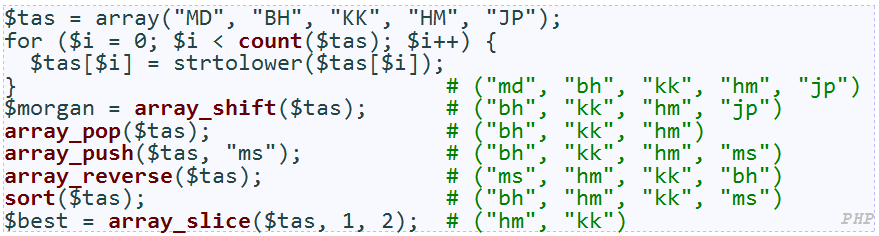 $tas = array("MD", "BH", "KK", "HM", "JP");
for ($i = 0; $i < count($tas); $i++) {
  $tas[$i] = strtolower($tas[$i]);
}                                 # ("md", "bh", "kk", "hm", "jp")
$morgan = array_shift($tas);      # ("bh", "kk", "hm", "jp")
array_pop($tas);                  # ("bh", "kk", "hm")
array_push($tas, "ms");           # ("bh", "kk", "hm", "ms")
array_reverse($tas);              # ("ms", "hm", "kk", "bh")
sort($tas);                       # ("bh", "hm", "kk", "ms")
$best = array_slice($tas, 1, 2);  # ("hm", "kk") PHP